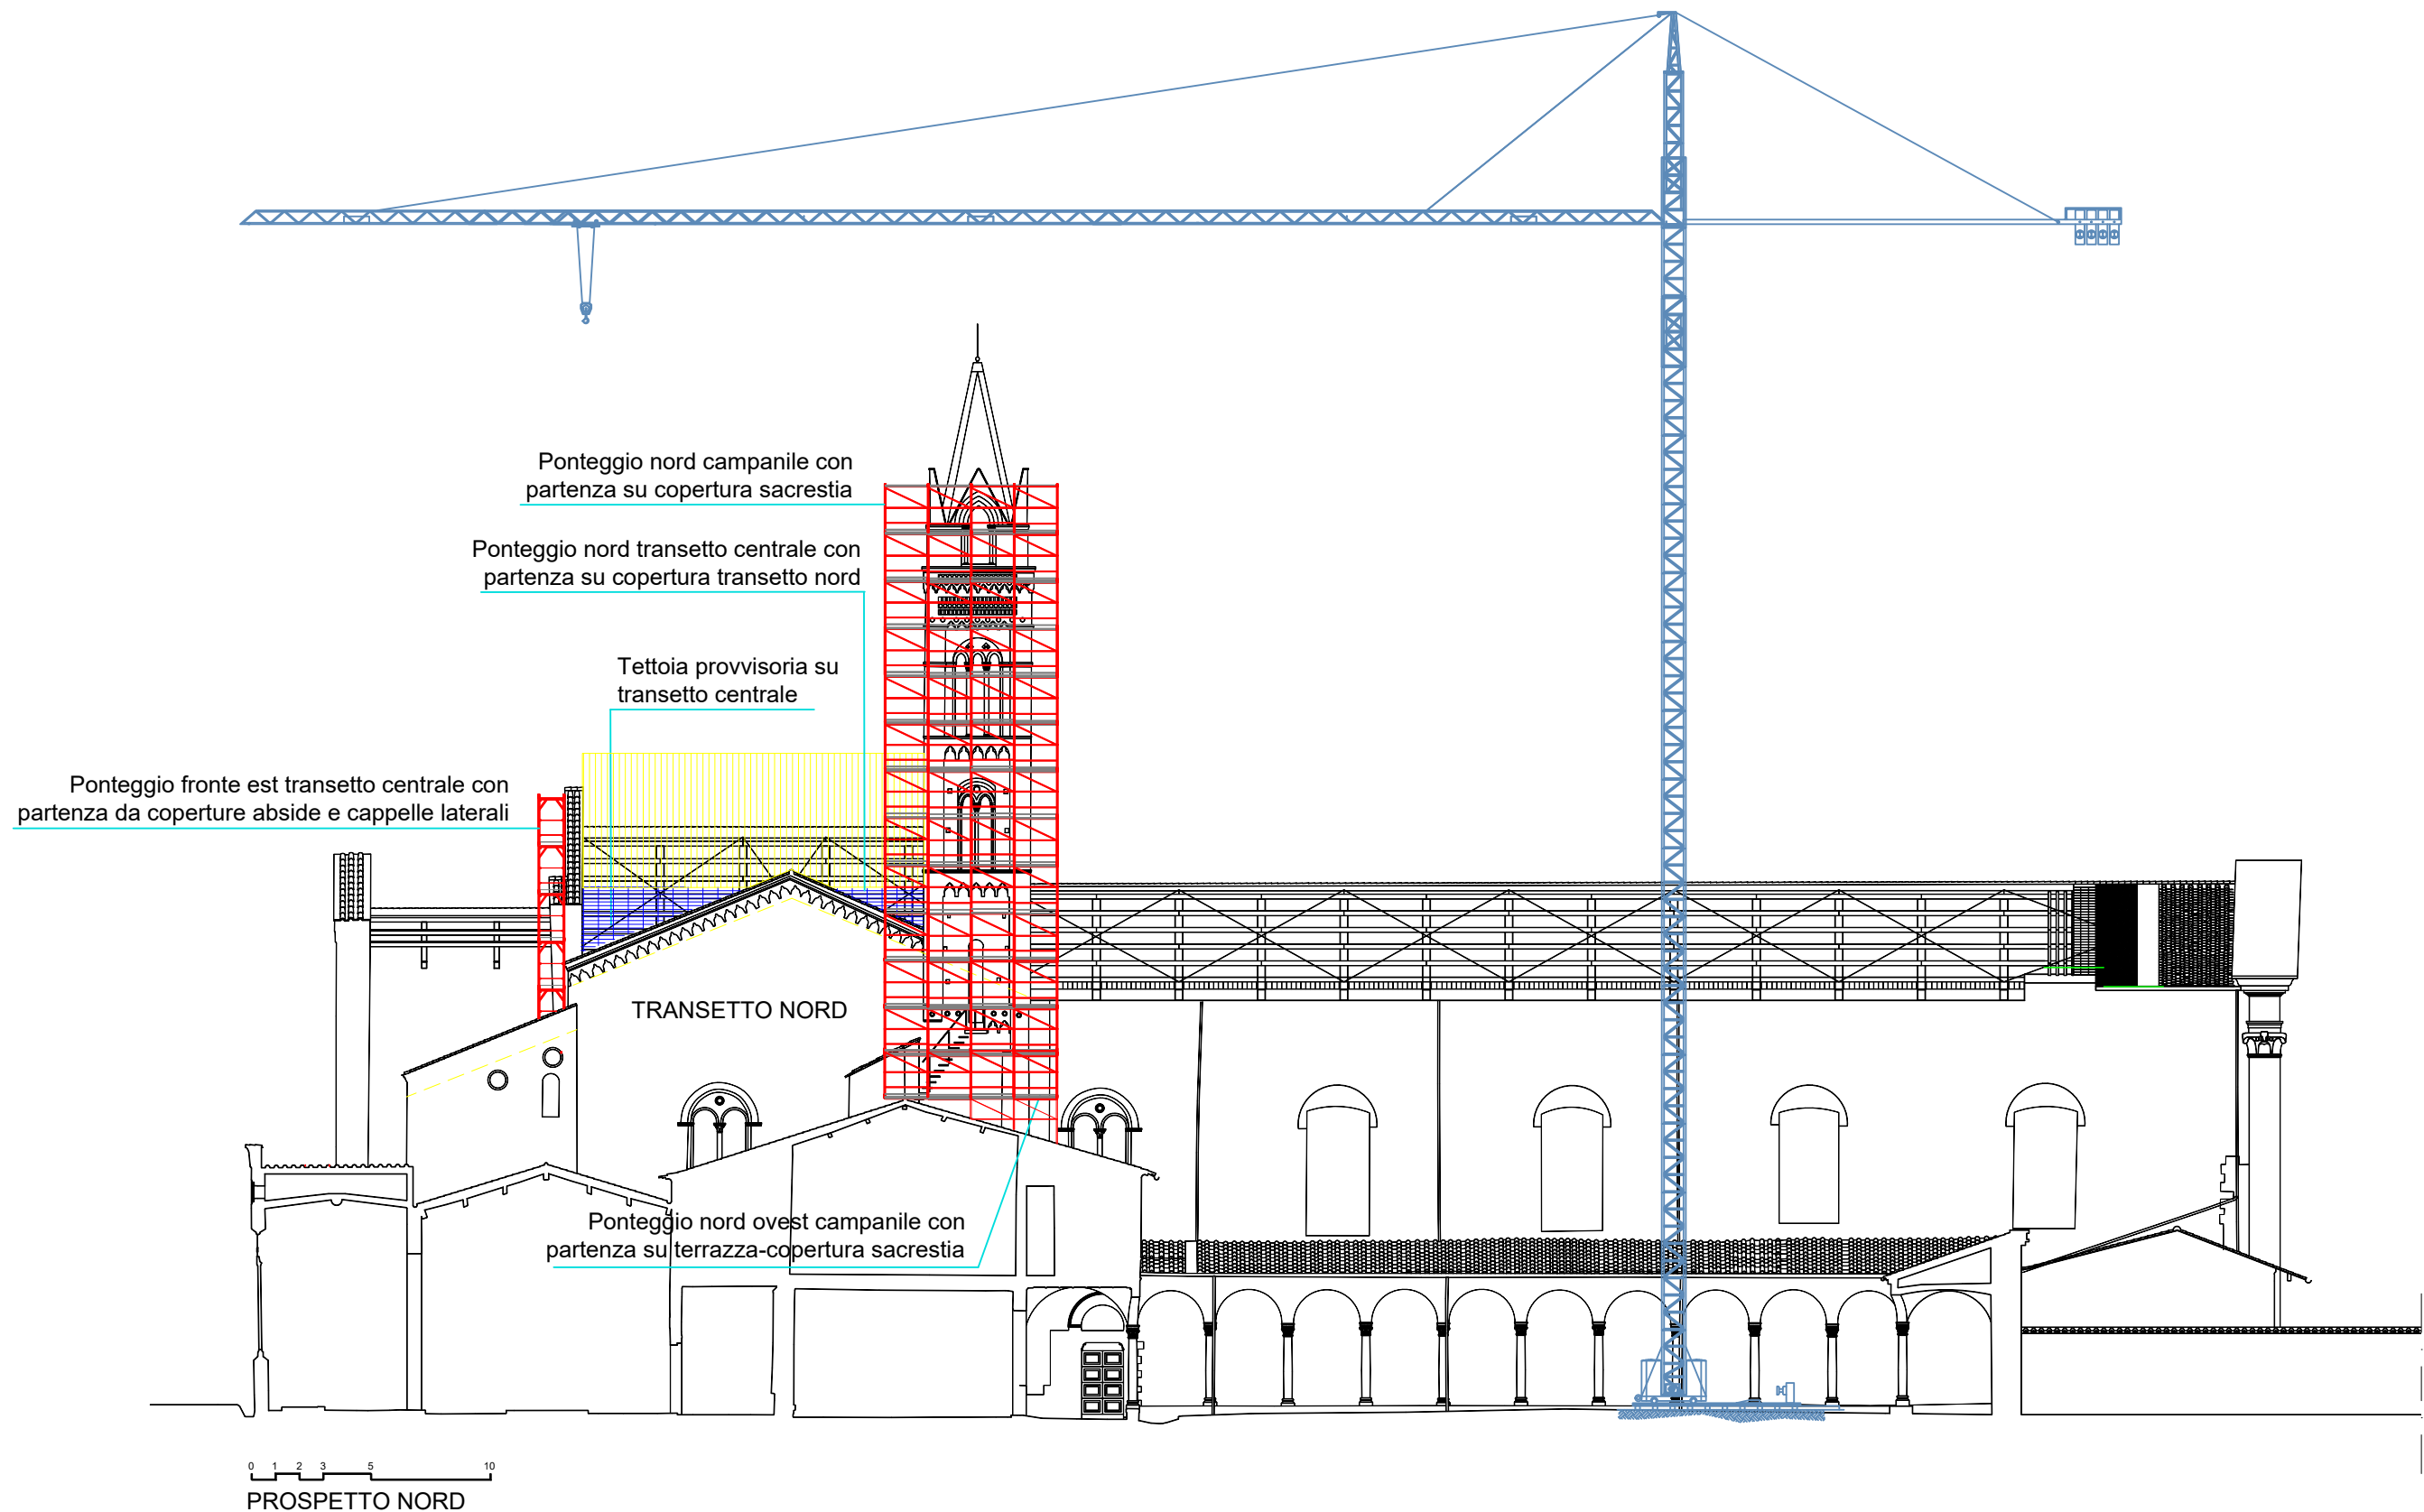 Ponteggio nord campanile con
partenza su copertura sacrestia
Ponteggio nord transetto centrale con
partenza su copertura transetto nord
Tettoia provvisoria su
transetto centrale
Ponteggio fronte est transetto centrale con
partenza da coperture abside e cappelle laterali
TRANSETTO NORD
Ponteggio nord ovest campanile con
partenza su terrazza-copertura sacrestia
0 1 2 3 5 10
PROSPETTO NORD